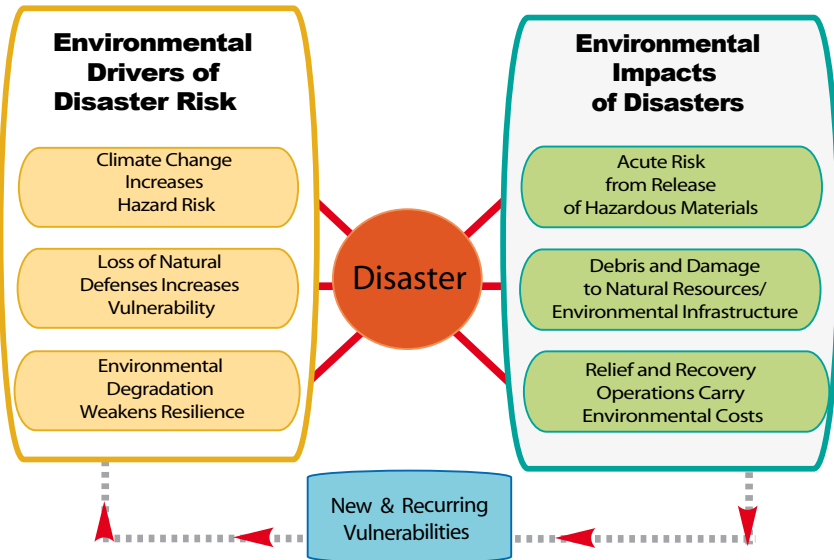 Environmental
Drivers of
Disaster Risk
Climate Change
Increases
Hazard Risk
Loss of Natural
Defenses Increases
Vulnerability
Environmental
Degradation
Weakens Resilience
Disaster
Environmental
Impacts
of Disasters
Acute Risk
from Release
of Hazardous Materials
Debris and Damage
to Natural Resources/
Environmental Infrastructure
Relief and Recovery
Operations Carry
Environmental Costs
New & Recurring
Vulnerabilities